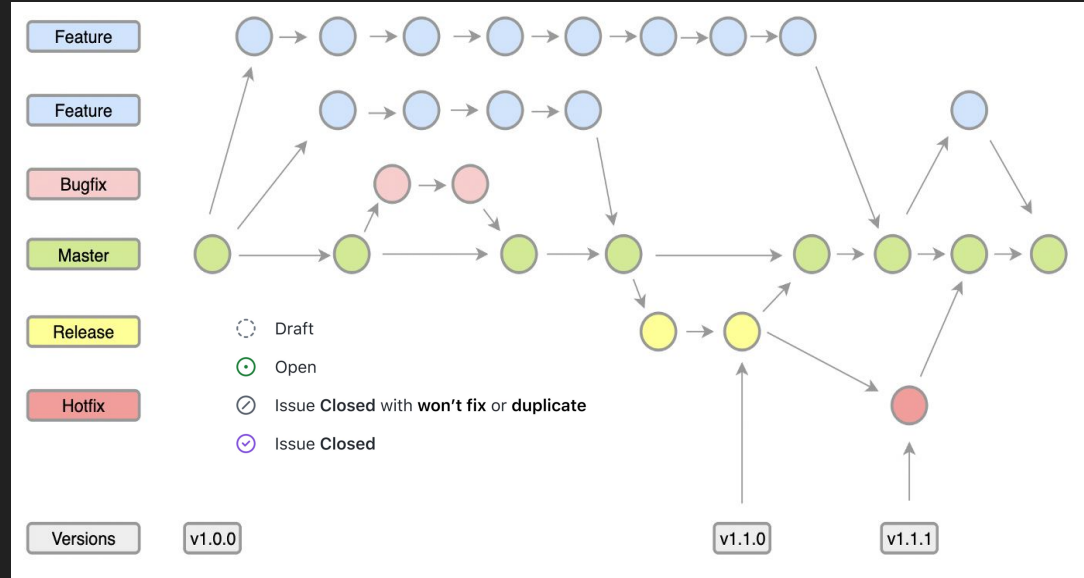 Feature
Feature
Bugfix
Master
Release
Draft
Open
Hotfix
Issue Closed with won’t fix or duplicate
Issue Closed
Versions
v1.0.0
v1.1.0
v1.1.1